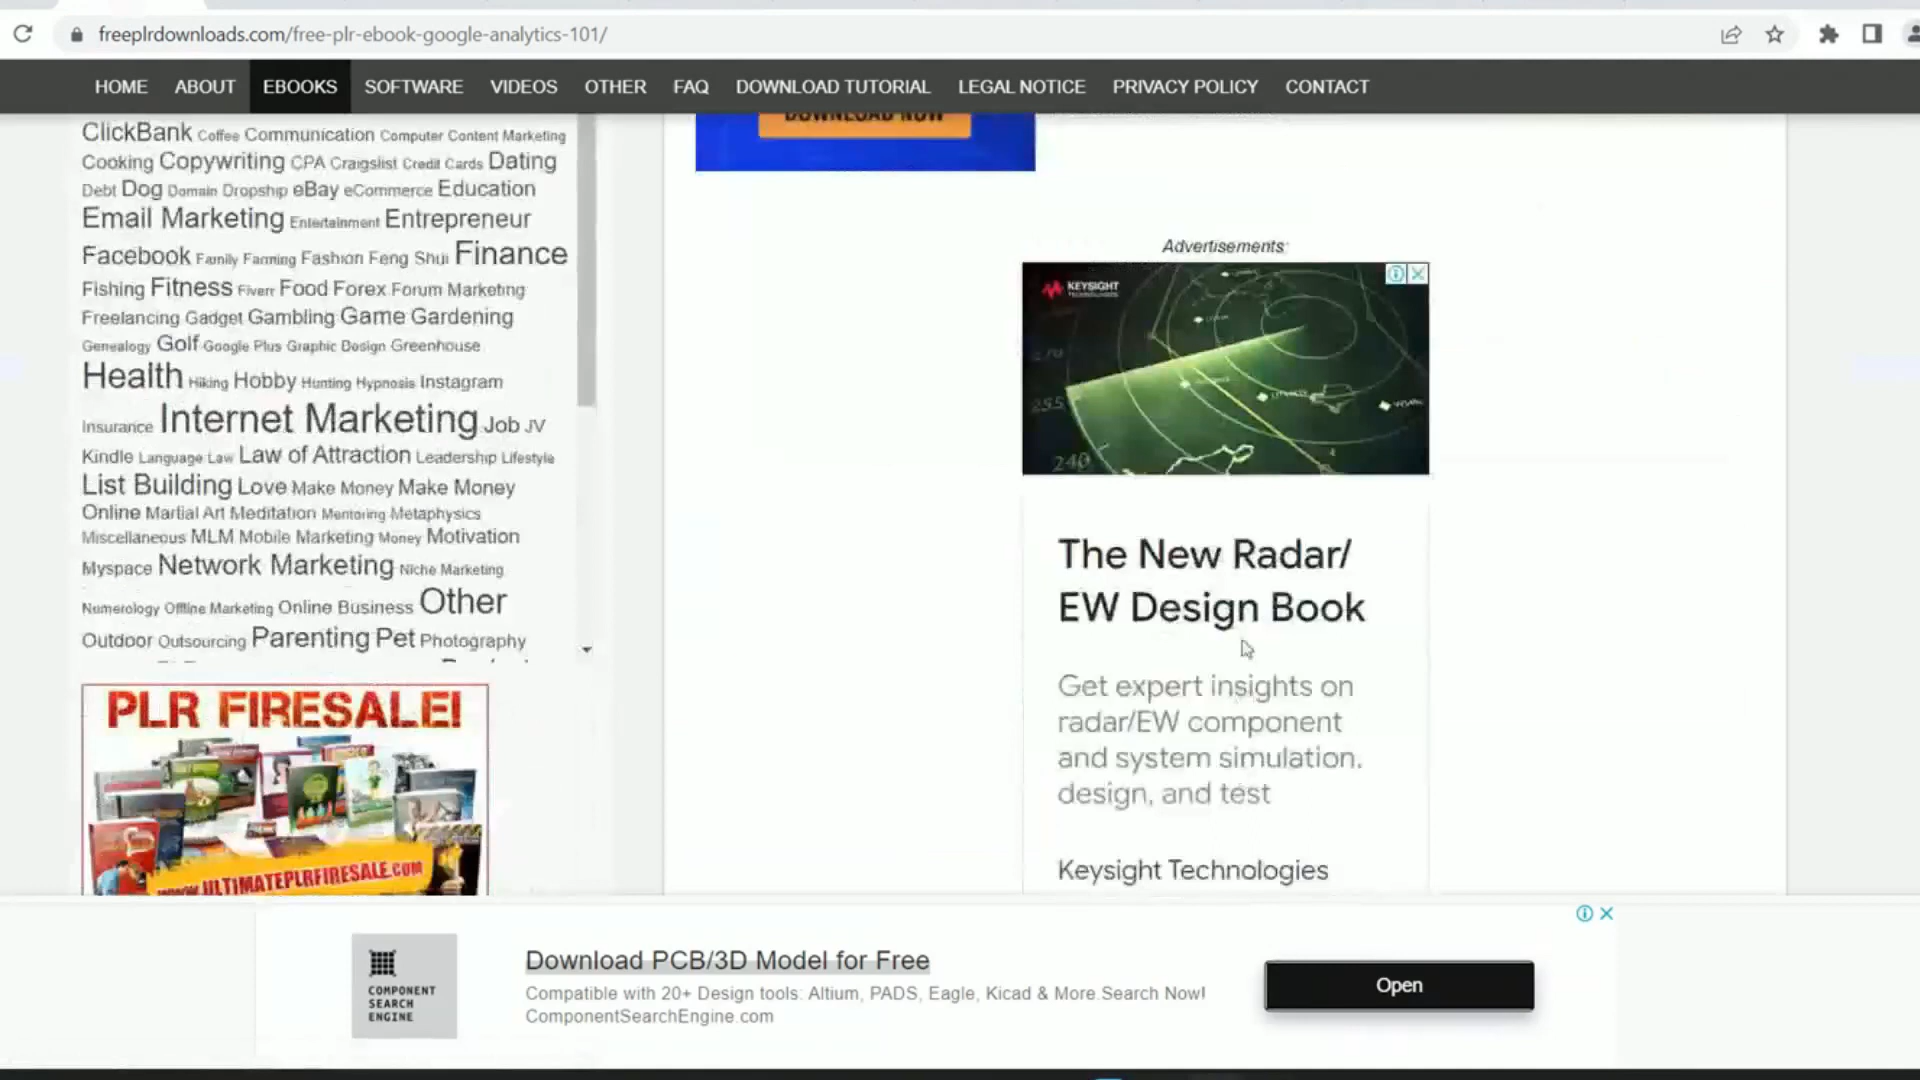 freeplrdownloads.com/free-plr-ebook-google-analytics-101/
HOME ABOUT EBOOKS SOFTWARE VIDEOS OTHER FAQ DOWNLOAD TUTORIAL LEGAL NOTICE PRIVACY POLICY CONTACT
ClickBank Coffee Communication Computer Content Marketing
Cooking Copywriting CPA Craigslist Credit Cards Dating
Debt Dog Domain Dropship eBay eCommerce Education
Email Marketing Entertainment Entrepreneur
Facebook Family Farming Fashion Feng Shui Finance
Fishing Fitness Fiverr Food Forex Forum Marketing
Freelancing Gadget Gambling Game Gardening
Genealogy Golf Google Plus Graphic Design Greenhouse
Health Hiking Hobby Hunting Hypnosis Instagram
Insurance Internet Marketing Job JV
Kindle Language Law Law of Attraction Leadership Lifestyle
List Building Love Make Money Make Money
Online Martial Art Meditation Mentoring Metaphysics
Miscellaneous MLM Mobile Marketing Money Motivation
Myspace Network Marketing Niche Marketing
Numerology Offline Marketing Online Business Other
Outdoor Outsourcing Parenting Pet Photography
PLR FIRESALE!
WWW.ULTIMATEPLRFIRESALE.COM
DOWNLOAD NOW
Advertisements:
KEYSIGHT
TECHNOLOGIES
270
255
240
The New Radar/
EW Design Book
Get expert insights on
radar/EW component
and system simulation,
design, and test
Keysight Technologies
COMPONENT
SEARCH
ENGINE
Download PCB/3D Model for Free
Compatible with 20+ Design tools: Altium, PADS, Eagle, Kicad & More.Search Now!
ComponentSearchEngine.com
Open